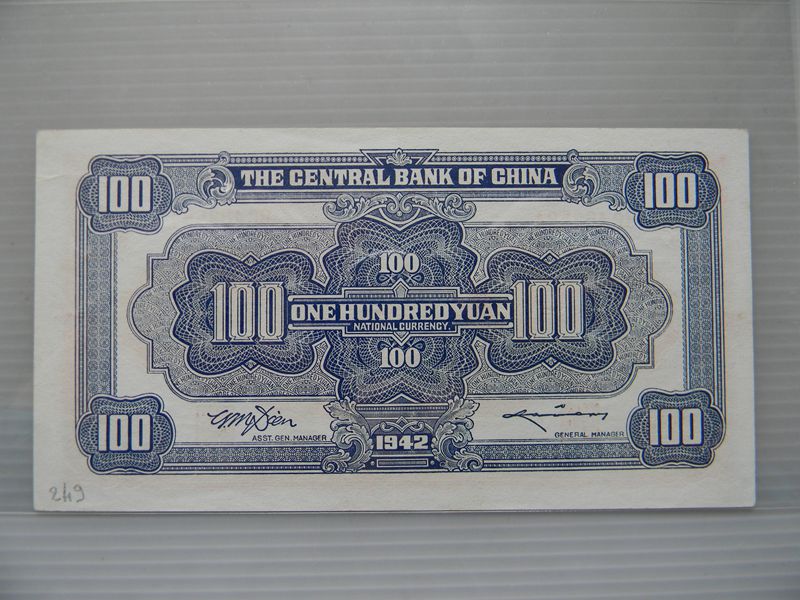 THE CENTRAL BANK OF CHINA
100 100
100
100 ONE HUNDRED YUAN 100
NATIONAL CURRENCY.
100
ASST. GEN. MANAGER
GENERAL MANAGER
100 1942 100
249